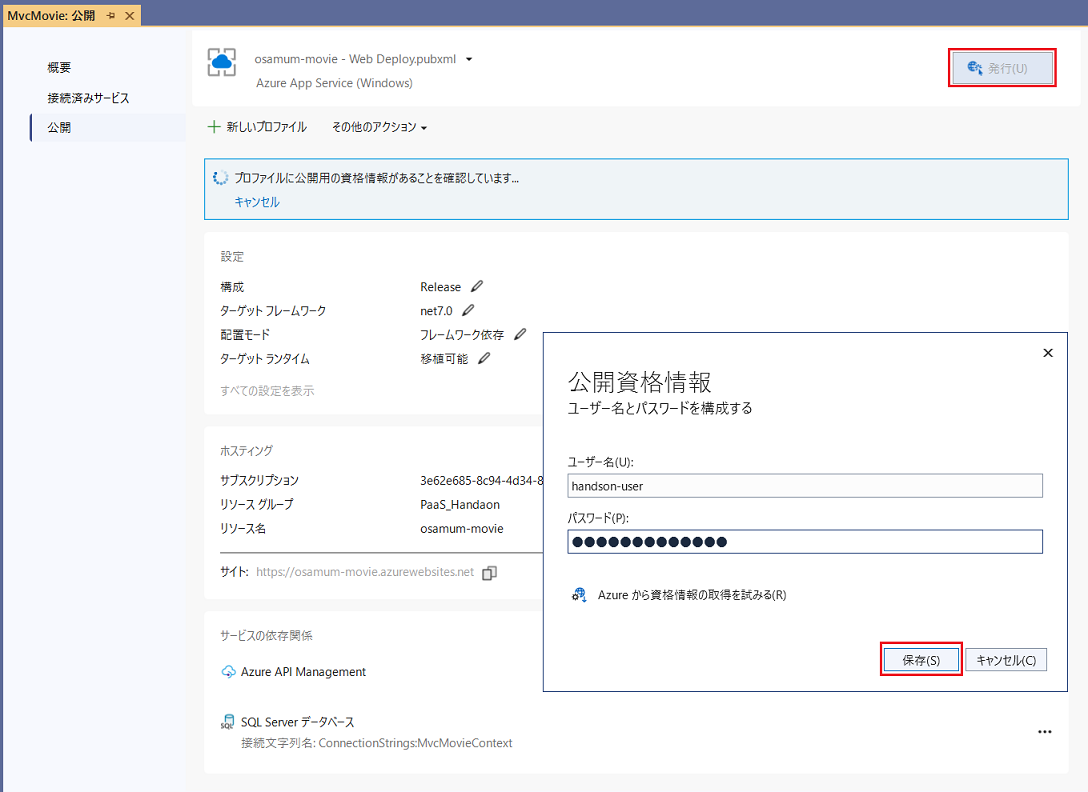 MvcMovie: 公開
概要
接続済みサービス
公開
osamum-movie - Web Deploy.pubxml
Azure App Service (Windows)
発行(U)
新しいプロファイル
その他のアクション
プロファイルに公開用の資格情報があることを確認しています...
キャンセル
設定
構成 Release
ターゲット フレームワーク net7.0
配置モード フレームワーク依存
ターゲット ランタイム 移植可能
すべての設定を表示
ホスティング
サブスクリプション 3e62e685-8c94-4d34-8
リソース グループ PaaS_Handaon
リソース名 osamum-movie
サイト: https://osamum-movie.azurewebsites.net
サービスの依存関係
Azure API Management
SQL Server データベース
接続文字列名: ConnectionStrings:MvcMovieContext
公開資格情報
ユーザー名とパスワードを構成する
ユーザー名(U):
handson-user
パスワード(P):
●●●●●●●●●●●●●
Azure から資格情報の取得を試みる(R)
保存(S)
キャンセル(C)